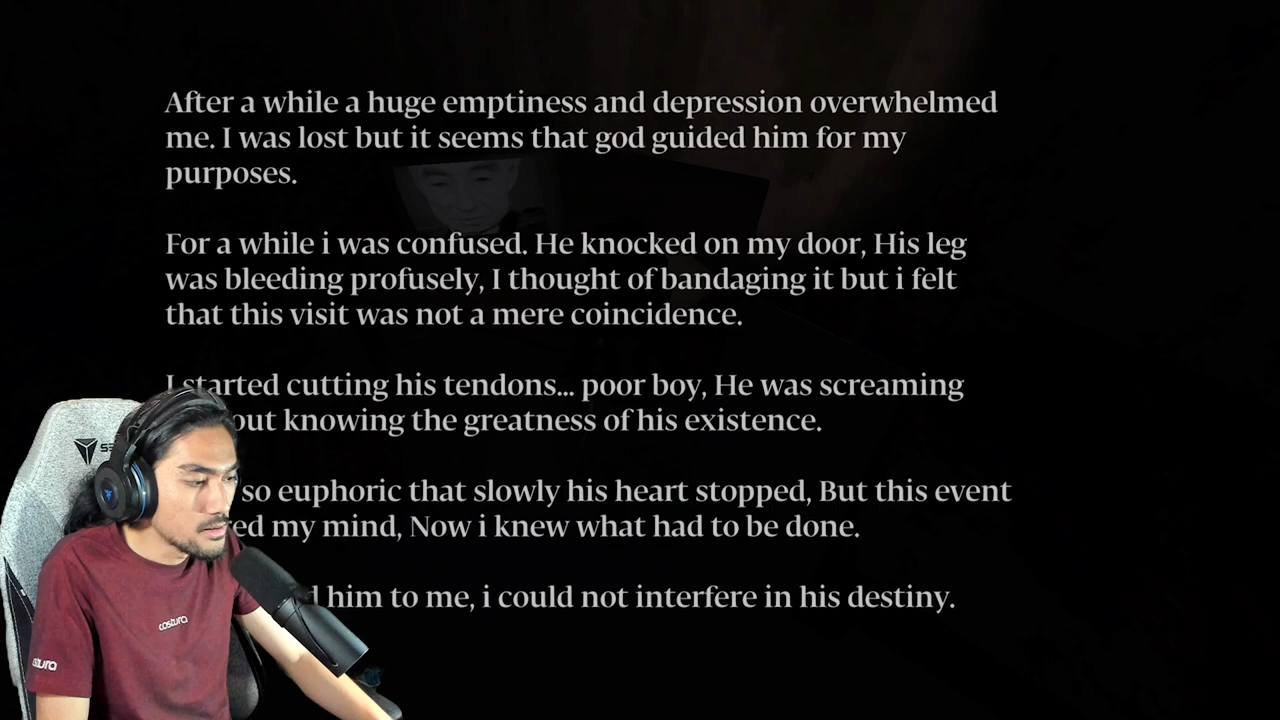 After a while a huge emptiness and depression overwhelmed
me. I was lost but it seems that god guided him for my
purposes.
For a while i was confused. He knocked on my door, His leg
was bleeding profusely, I thought of bandaging it but i felt
that this visit was not a mere coincidence.
I started cutting his tendons... poor boy, He was screaming
knowing the greatness of his existence.
so euphoric that slowly his heart stopped, But this event
my mind, Now i knew what had to be done.
him to me, i could not interfere in his destiny.
costura